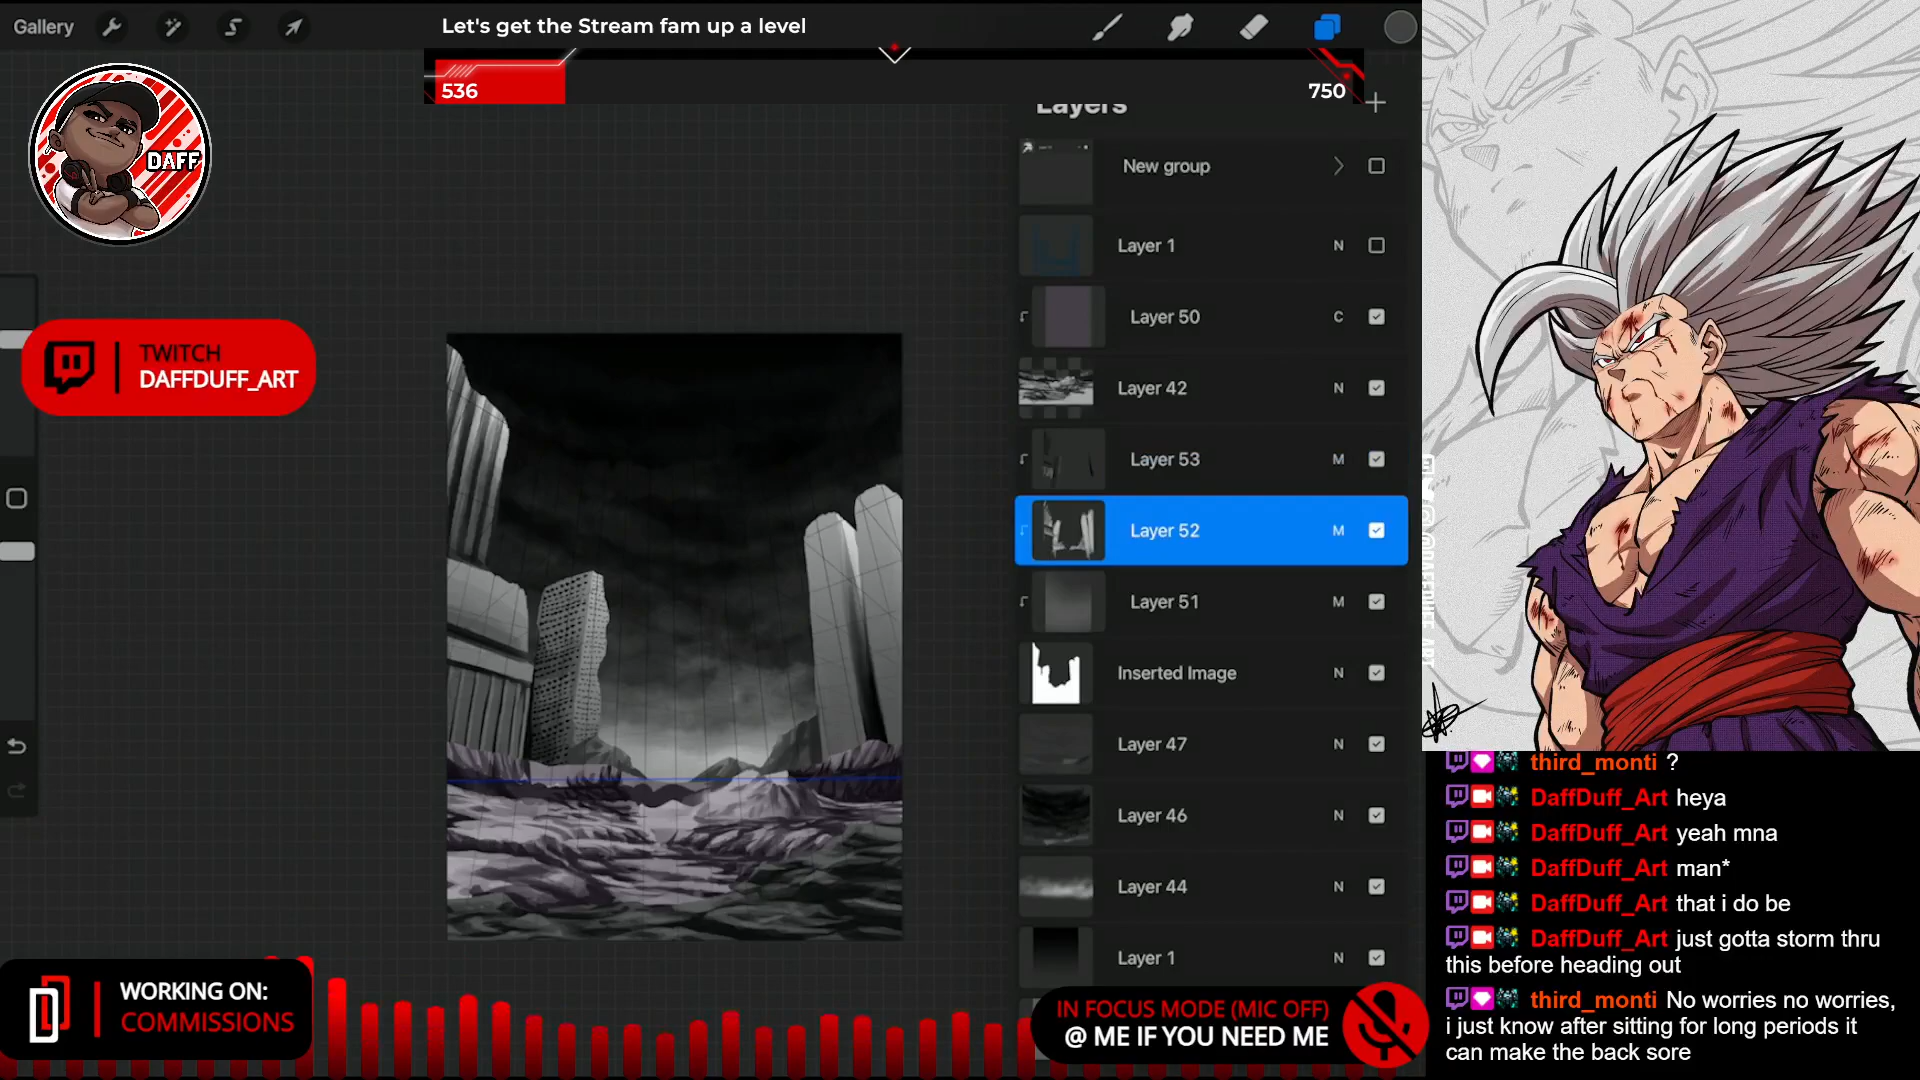 Gallery
Let's get the Stream fam up a level
536
750
Layers
New group
Layer 1
N
Layer 50
C
Layer 42
N
Layer 53
M
Layer 52
M
Layer 51
M
Inserted Image
N
Layer 47
N
Layer 46
N
Layer 44
N
Layer 1
N
DAFF
TWITCH
DAFFDUFF_ART
WORKING ON:
COMMISSIONS
IN FOCUS MODE (MIC OFF)
@ ME IF YOU NEED ME
third_monti ?
DaffDuff_Art heya
DaffDuff_Art yeah mna
DaffDuff_Art man*
DaffDuff_Art that i do be
DaffDuff_Art just gotta storm thru
this before heading out
third_monti No worries no worries,
i just know after sitting for long periods it
can make the back sore